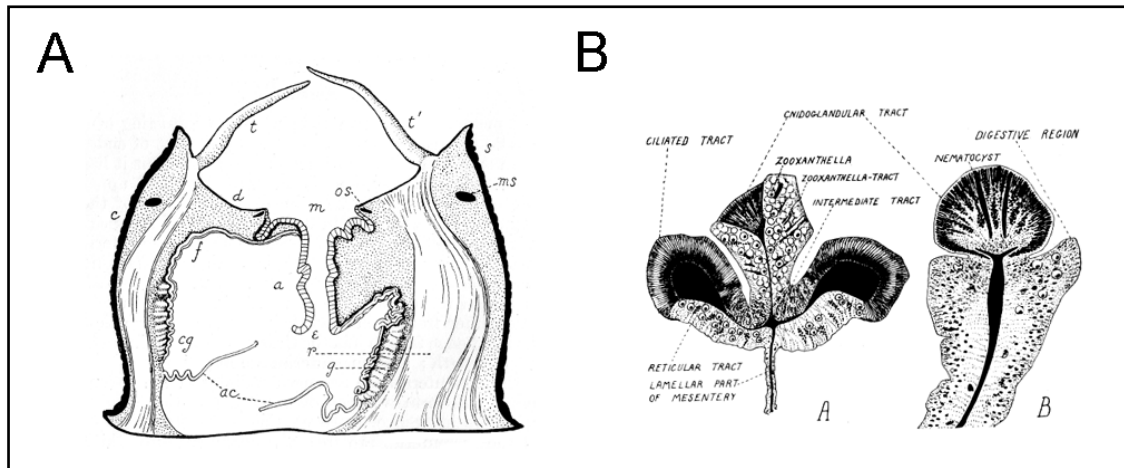 A
B
t
t'
s
ms
c
d
os
m
f
a
ε
cg
r
g
ac
CNIDOGLANDULAR TRACT
CILIATED TRACT
DIGESTIVE REGION
ZOOXANTHELLA
NEMATOCYST
ZOOXANTHELLA-TRACT
INTERMEDIATE TRACT
RETICULAR TRACT
LAMELLAR PART
OF MESENTERY
A
B